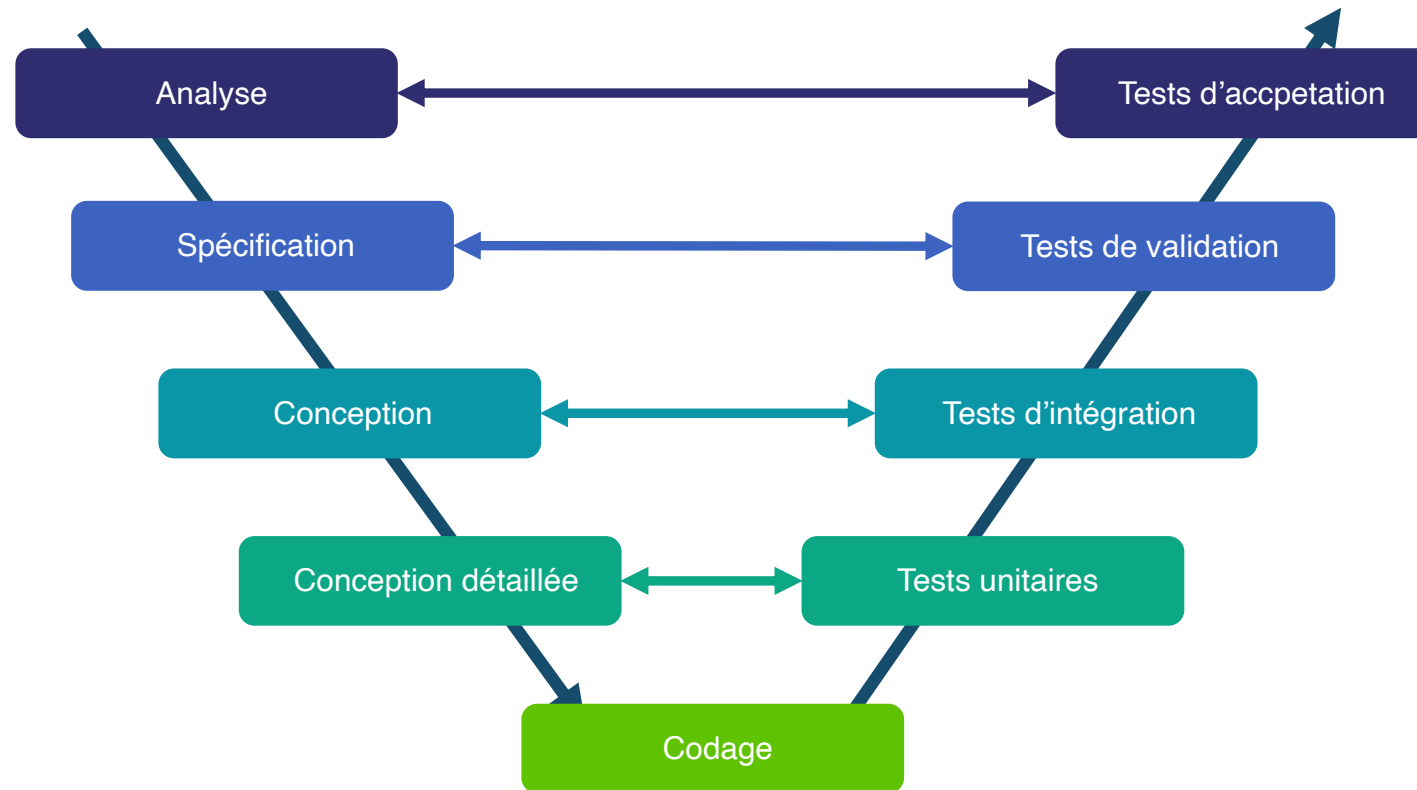 Analyse
Tests d’accpetation
Spécification
Tests de validation
Conception
Tests d’intégration
Conception détaillée
Tests unitaires
Codage